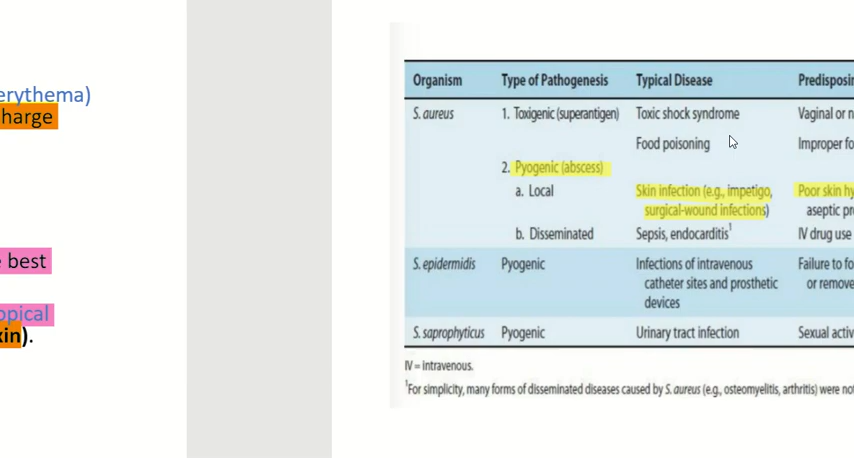 erythema)
harge
best
opical
xin).
Organism Type of Pathogenesis Typical Disease Predisposin
S. aureus 1. Toxigenic (superantigen) Toxic shock syndrome Vaginal or n
Food poisoning Improper fo
2. Pyogenic (abscess)
a. Local Skin infection (e.g., impetigo, Poor skin hy
surgical-wound infections) aseptic pr
b. Disseminated Sepsis, endocarditis¹ IV drug use
S. epidermidis Pyogenic Infections of intravenous Failure to fo
catheter sites and prosthetic or remove
devices
S. saprophyticus Pyogenic Urinary tract infection Sexual activ
IV = intravenous.
¹For simplicity, many forms of disseminated diseases caused by S. aureus (e.g., osteomyelitis, arthritis) were not